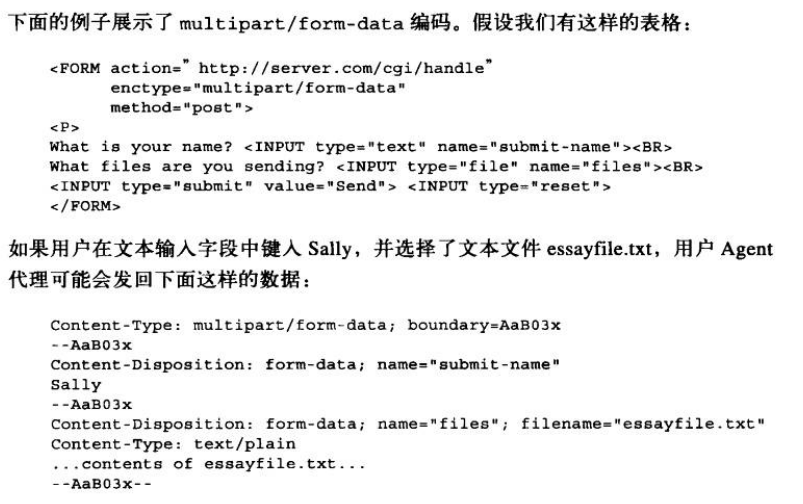 下面的例子展示了 multipart/form-data 编码。假设我们有这样的表格：
<FORM action=”http://server.com/cgi/handle”
enctype="multipart/form-data"
method="post">
<P>
What is your name? <INPUT type="text" name="submit-name"><BR>
What files are you sending? <INPUT type="file" name="files"><BR>
<INPUT type="submit" value="Send"> <INPUT type="reset">
</FORM>
如果用户在文本输入字段中键入 Sally，并选择了文本文件 essayfile.txt，用户 Agent
代理可能会发回下面这样的数据：
Content-Type: multipart/form-data; boundary=AaB03x
--AaB03x
Content-Disposition: form-data; name="submit-name"
Sally
--AaB03x
Content-Disposition: form-data; name="files"; filename="essayfile.txt"
Content-Type: text/plain
...contents of essayfile.txt...
--AaB03x--